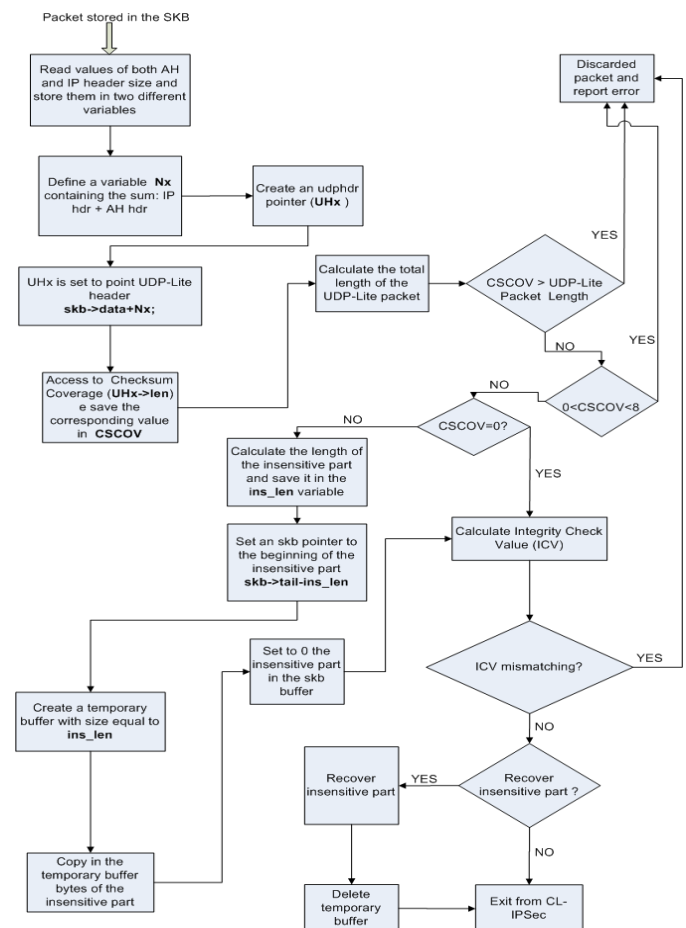 Packet stored in the SKB
Read values of both AH
and IP header size and
store them in two different
variables
Discarded
packet and
report error
Define a variable Nx
containing the sum: IP
hdr + AH hdr
Create an udphdr
pointer (UHx )
YES
UHx is set to point UDP-Lite
header
skb->data+Nx;
Calculate the total
length of the
UDP-Lite packet
CSCOV > UDP-Lite
Packet Length
NO
YES
Access to Checksum
Coverage (UHx->len)
e save the
corresponding value
in CSCOV
NO
0<CSCOV<8
NO
CSCOV=0?
YES
Calculate the length of
the insensitive part
and save it in the
ins_len variable
Set an skb pointer to
the beginning of the
insensitive part
skb->tail-ins_len
Calculate Integrity Check
Value (ICV)
Set to 0 the
insensitive part
in the skb
buffer
ICV mismatching?
YES
NO
Create a temporary
buffer with size equal to
ins_len
Recover
insensitive part
YES
Recover
insensitive part ?
NO
Copy in the
temporary buffer
bytes of the
insensitive part
Delete
temporary
buffer
Exit from CL-
IPSec